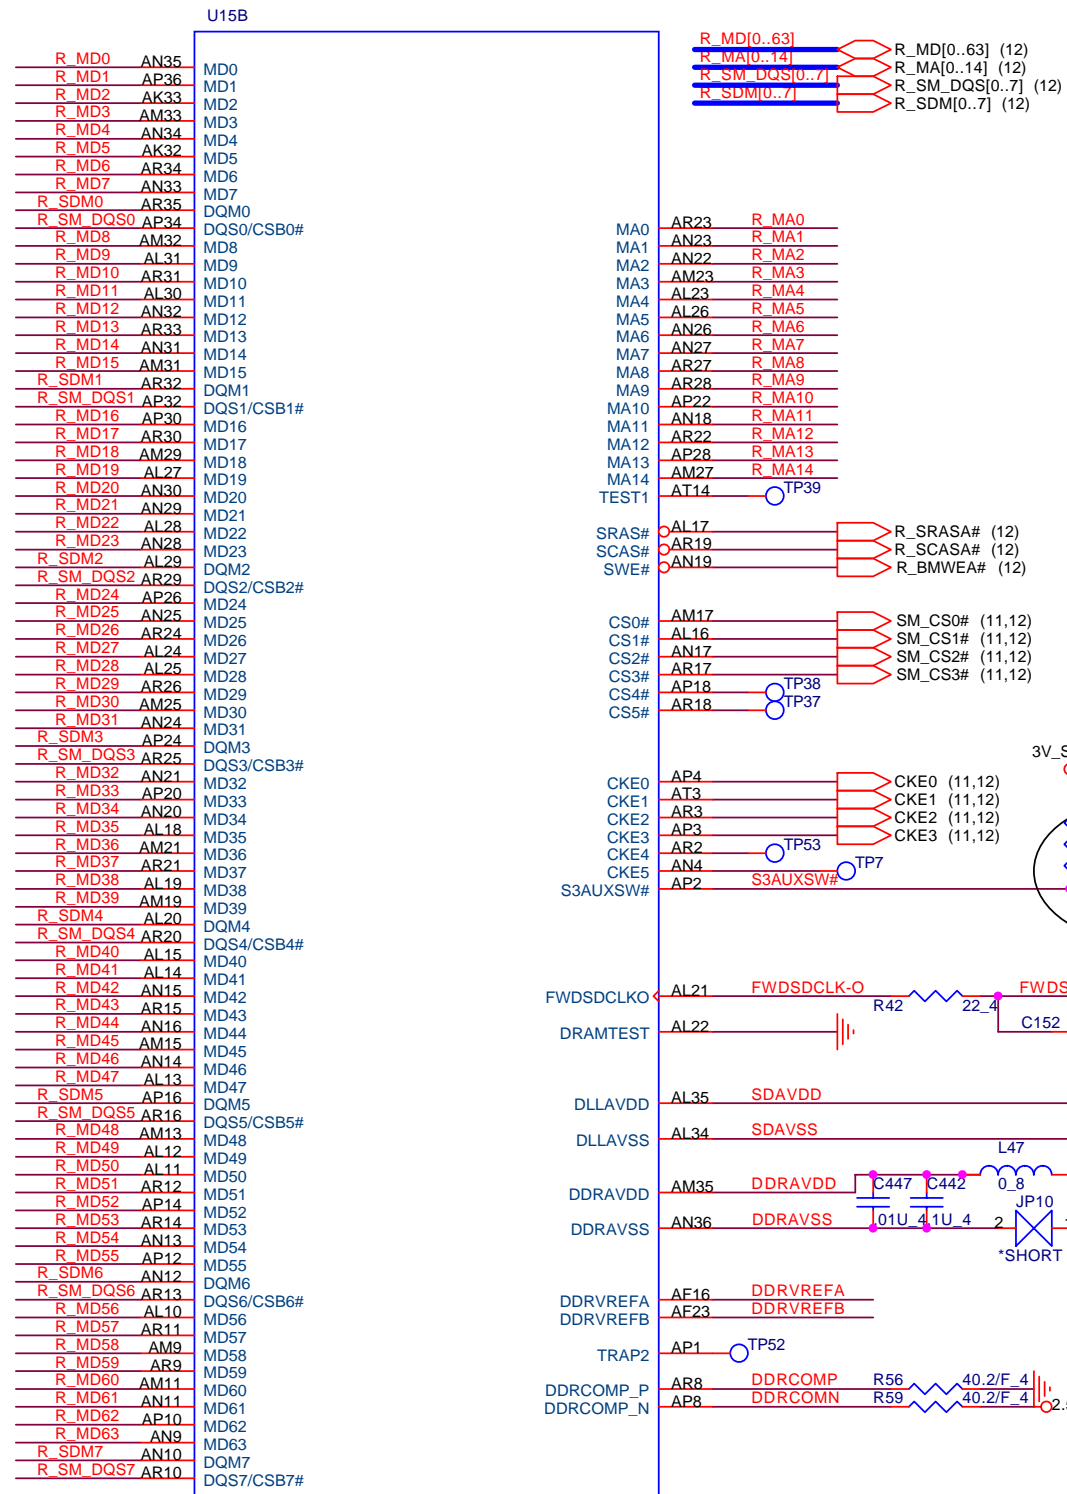 U15B
R_MD[0..63] R_MD[0..63] (12)
R_MA[0..14] R_MA[0..14] (12)
R_SM_DQS[0..7] R_SM_DQS[0..7] (12)
R_SDM[0..7] R_SDM[0..7] (12)
R_MD0 AN35 MD0
R_MD1 AP36 MD1
R_MD2 AK33 MD2
R_MD3 AM33 MD3
R_MD4 AN34 MD4
R_MD5 AK32 MD5
R_MD6 AR34 MD6
R_MD7 AN33 MD7
R_SDM0 AR35 DQM0
R_SM_DQS0 AP34 DQS0/CSB0#
R_MD8 AM32 MD8
R_MD9 AL31 MD9
R_MD10 AR31 MD10
R_MD11 AL30 MD11
R_MD12 AN32 MD12
R_MD13 AR33 MD13
R_MD14 AN31 MD14
R_MD15 AM31 MD15
R_SDM1 AR32 DQM1
R_SM_DQS1 AP32 DQS1/CSB1#
R_MD16 AP30 MD16
R_MD17 AR30 MD17
R_MD18 AM29 MD18
R_MD19 AL27 MD19
R_MD20 AN30 MD20
R_MD21 AN29 MD21
R_MD22 AL28 MD22
R_MD23 AN28 MD23
R_SDM2 AL29 DQM2
R_SM_DQS2 AR29 DQS2/CSB2#
R_MD24 AP26 MD24
R_MD25 AN25 MD25
R_MD26 AR24 MD26
R_MD27 AL24 MD27
R_MD28 AL25 MD28
R_MD29 AR26 MD29
R_MD30 AM25 MD30
R_MD31 AN24 MD31
R_SDM3 AP24 DQM3
R_SM_DQS3 AR25 DQS3/CSB3#
R_MD32 AN21 MD32
R_MD33 AP20 MD33
R_MD34 AN20 MD34
R_MD35 AL18 MD35
R_MD36 AM21 MD36
R_MD37 AR21 MD37
R_MD38 AL19 MD38
R_MD39 AM19 MD39
R_SDM4 AL20 DQM4
R_SM_DQS4 AR20 DQS4/CSB4#
R_MD40 AL15 MD40
R_MD41 AL14 MD41
R_MD42 AN15 MD42
R_MD43 AR15 MD43
R_MD44 AN16 MD44
R_MD45 AM15 MD45
R_MD46 AN14 MD46
R_MD47 AL13 MD47
R_SDM5 AP16 DQM5
R_SM_DQS5 AR16 DQS5/CSB5#
R_MD48 AM13 MD48
R_MD49 AL12 MD49
R_MD50 AL11 MD50
R_MD51 AR12 MD51
R_MD52 AP14 MD52
R_MD53 AR14 MD53
R_MD54 AN13 MD54
R_MD55 AP12 MD55
R_SDM6 AN12 DQM6
R_SM_DQS6 AR13 DQS6/CSB6#
R_MD56 AL10 MD56
R_MD57 AR11 MD57
R_MD58 AM9 MD58
R_MD59 AR9 MD59
R_MD60 AM11 MD60
R_MD61 AN11 MD61
R_MD62 AP10 MD62
R_MD63 AN9 MD63
R_SDM7 AN10 DQM7
R_SM_DQS7 AR10 DQS7/CSB7#
MA0 AR23 R_MA0
MA1 AN23 R_MA1
MA2 AN22 R_MA2
MA3 AM23 R_MA3
MA4 AL23 R_MA4
MA5 AL26 R_MA5
MA6 AN26 R_MA6
MA7 AN27 R_MA7
MA8 AR27 R_MA8
MA9 AR28 R_MA9
MA10 AP22 R_MA10
MA11 AN18 R_MA11
MA12 AR22 R_MA12
MA13 AP28 R_MA13
MA14 AM27 R_MA14
TEST1 AT14 TP39
SRAS# AL17 R_SRASA# (12)
SCAS# AR19 R_SCASA# (12)
SWE# AN19 R_BMWEA# (12)
CS0# AM17 SM_CS0# (11,12)
CS1# AL16 SM_CS1# (11,12)
CS2# AN17 SM_CS2# (11,12)
CS3# AR17 SM_CS3# (11,12)
CS4# AP18 TP38
CS5# AR18 TP37
3V_S
CKE0 AP4 CKE0 (11,12)
CKE1 AT3 CKE1 (11,12)
CKE2 AR3 CKE2 (11,12)
CKE3 AP3 CKE3 (11,12)
CKE4 AR2 TP53
CKE5 AN4 TP7
S3AUXSW# AP2 S3AUXSW#
FWDSDCLKO AL21 FWDSDCLK-O R42 22_4 FWDS
DRAMTEST AL22 C152
DLLAVDD AL35 SDAVDD
DLLAVSS AL34 SDAVSS
L47
0_8
DDRAVDD AM35 DDRAVDD C447 C442
.01U_4 .1U_4
DDRAVSS AN36 DDRAVSS 2 JP10
*SHORT
DDRVREFA AF16 DDRVREFA
DDRVREFB AF23 DDRVREFB
TRAP2 AP1 TP52
DDRCOMP_P AR8 DDRCOMP R56 40.2/F_4
DDRCOMP_N AP8 DDRCOMN R59 40.2/F_4 2.5